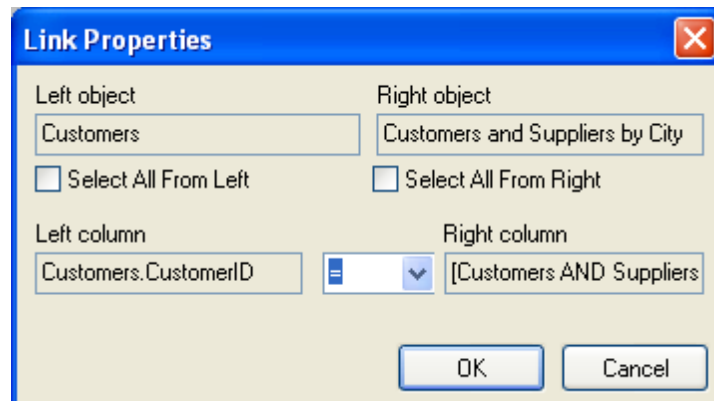 Link Properties
Left object Right object
Customers Customers and Suppliers by City
Select All From Left Select All From Right
Left column Right column
Customers.CustomerID = [Customers AND Suppliers
OK Cancel